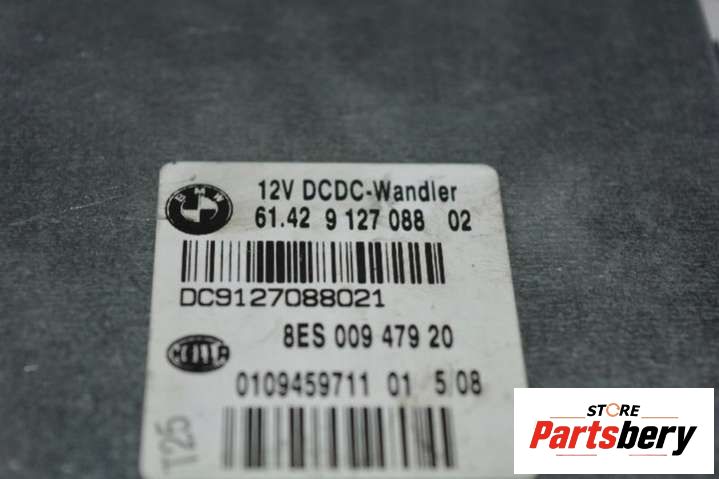 BMW
12V DCDC-Wandler
61.42 9 127 088 02
DC9127088021
8ES 009 479 20
0109459711 01 5/08
T25
STORE
Partsbery